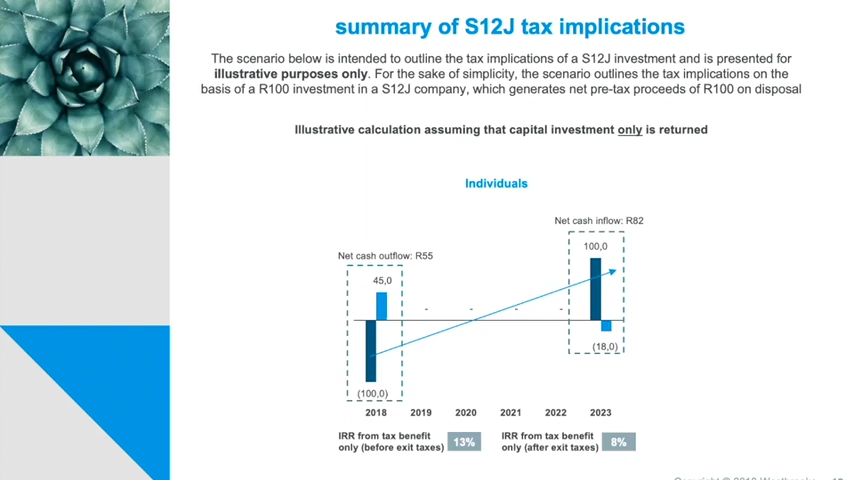 summary of S12J tax implications
The scenario below is intended to outline the tax implications of a S12J investment and is presented for
illustrative purposes only. For the sake of simplicity, the scenario outlines the tax implications on the
basis of a R100 investment in a S12J company, which generates net pre-tax proceeds of R100 on disposal
Illustrative calculation assuming that capital investment only is returned
Individuals
Net cash inflow: R82
100,0
Net cash outflow: R55
45,0
- - - -
(18,0)
(100,0)
2018 2019 2020 2021 2022 2023
IRR from tax benefit
only (before exit taxes) 13%
IRR from tax benefit
only (after exit taxes) 8%